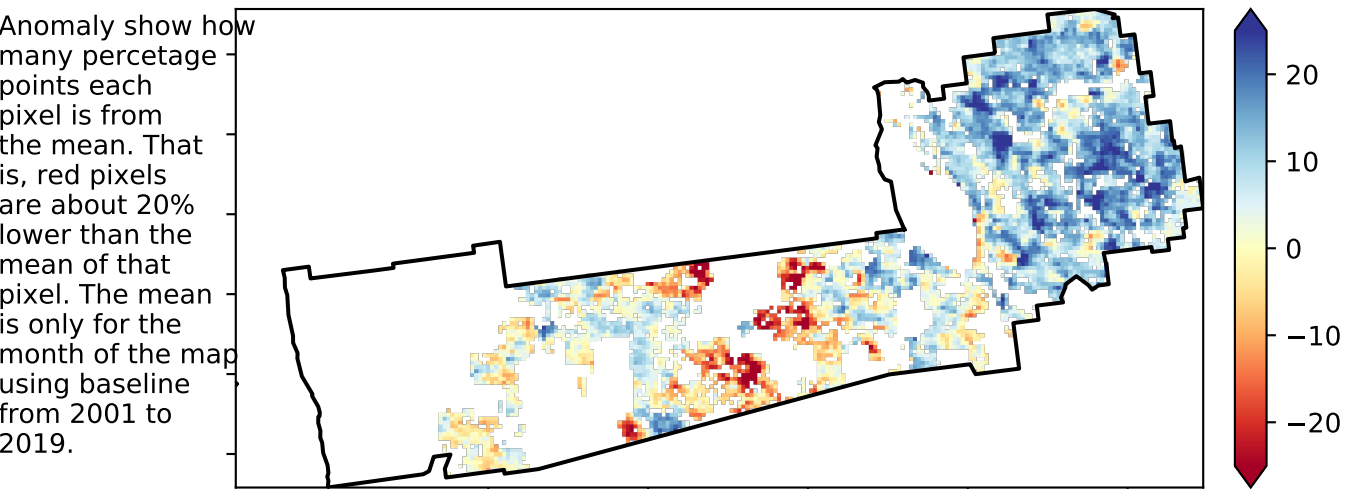 Anomaly show how
many percetage
points each
pixel is from
the mean. That
is, red pixels
are about 20%
lower than the
mean of that
pixel. The mean
is only for the
month of the map
using baseline
from 2001 to
2019.
20
10
0
−10
−20